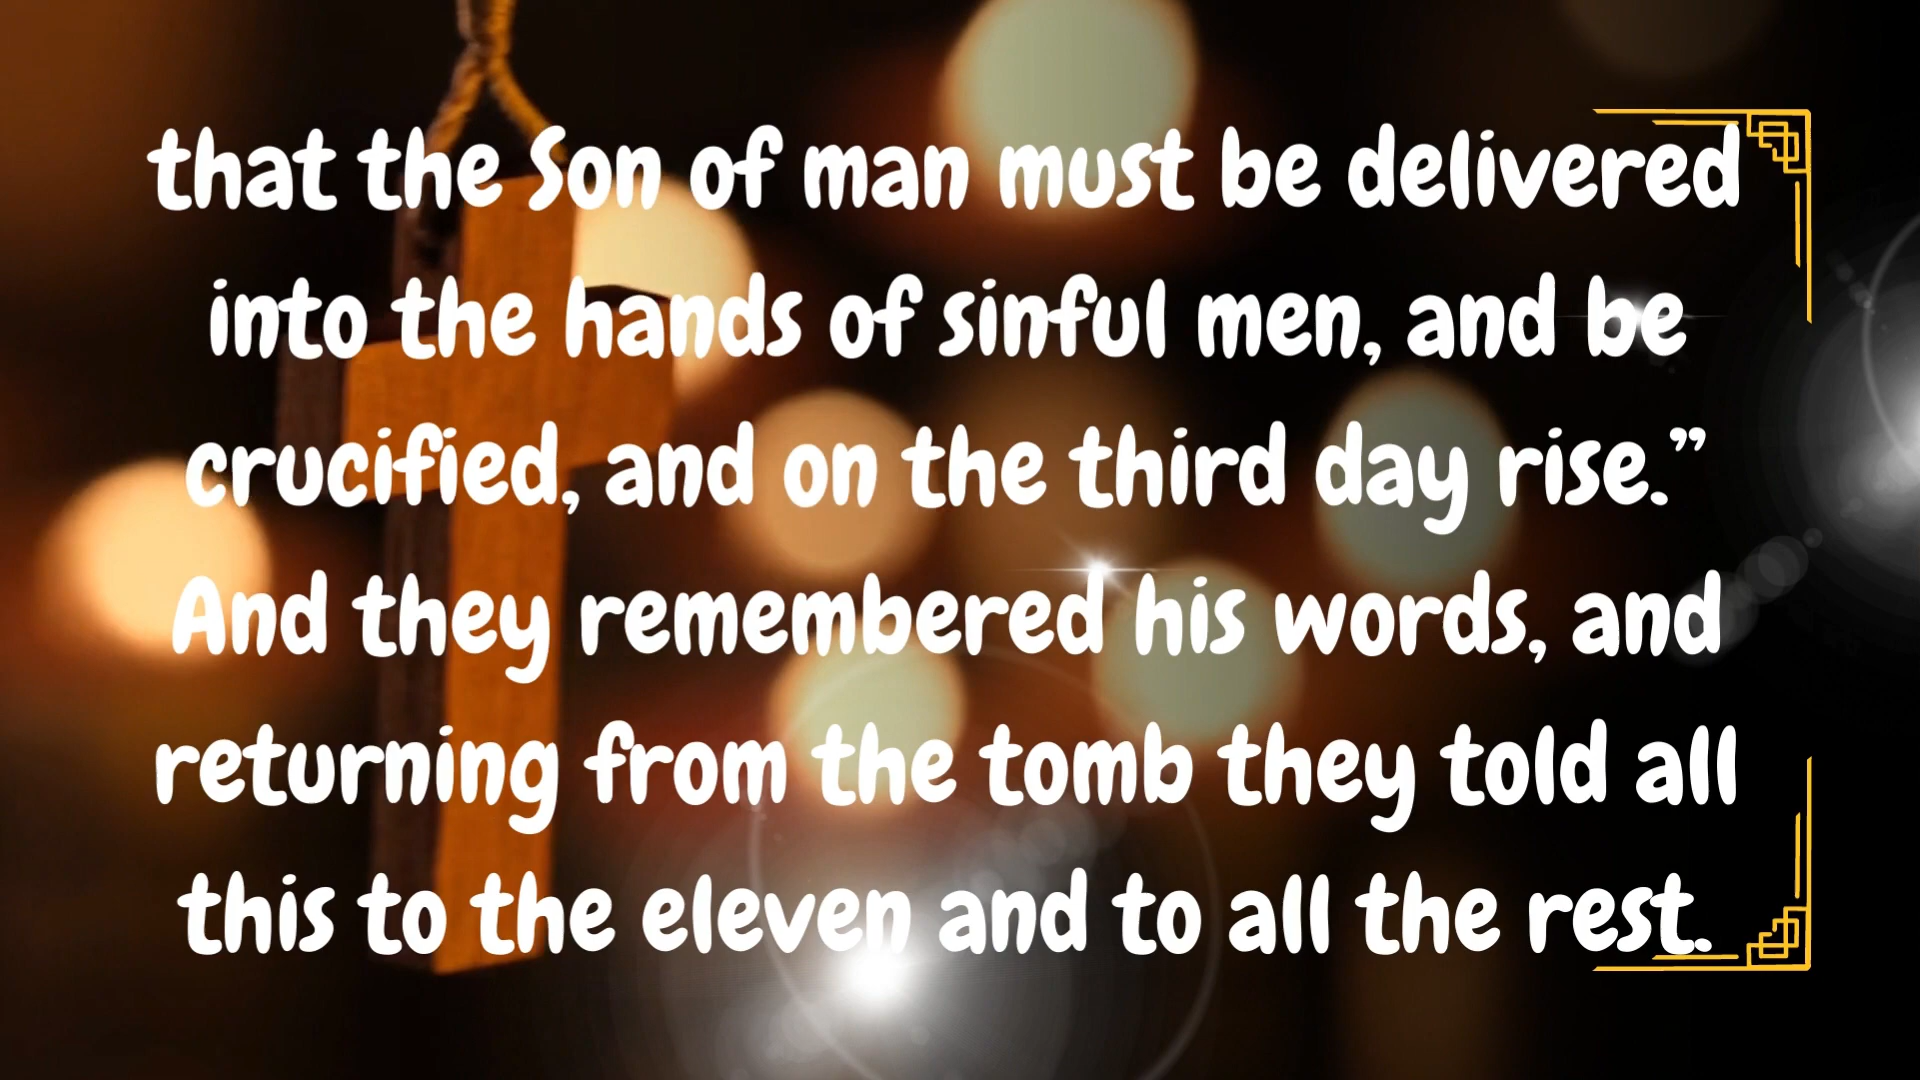 that the Son of man must be delivered
into the hands of sinful men, and be
crucified, and on the third day rise.”
And they remembered his words, and
returning from the tomb they told all
this to the eleven and to all the rest.